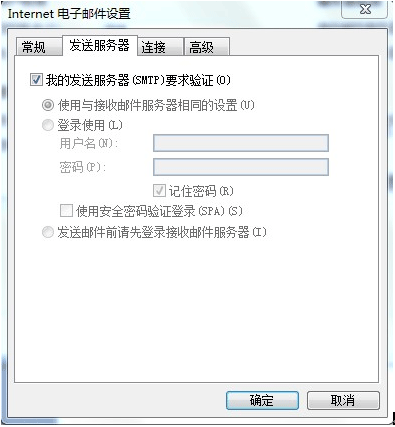 Internet 电子邮件设置
常规 发送服务器 连接 高级
我的发送服务器(SMTP)要求验证(O)
使用与接收邮件服务器相同的设置(U)
登录使用(L)
用户名(N):
密码(P):
记住密码(R)
使用安全密码验证登录(SPA)(S)
发送邮件前请先登录接收邮件服务器(I)
确定 取消